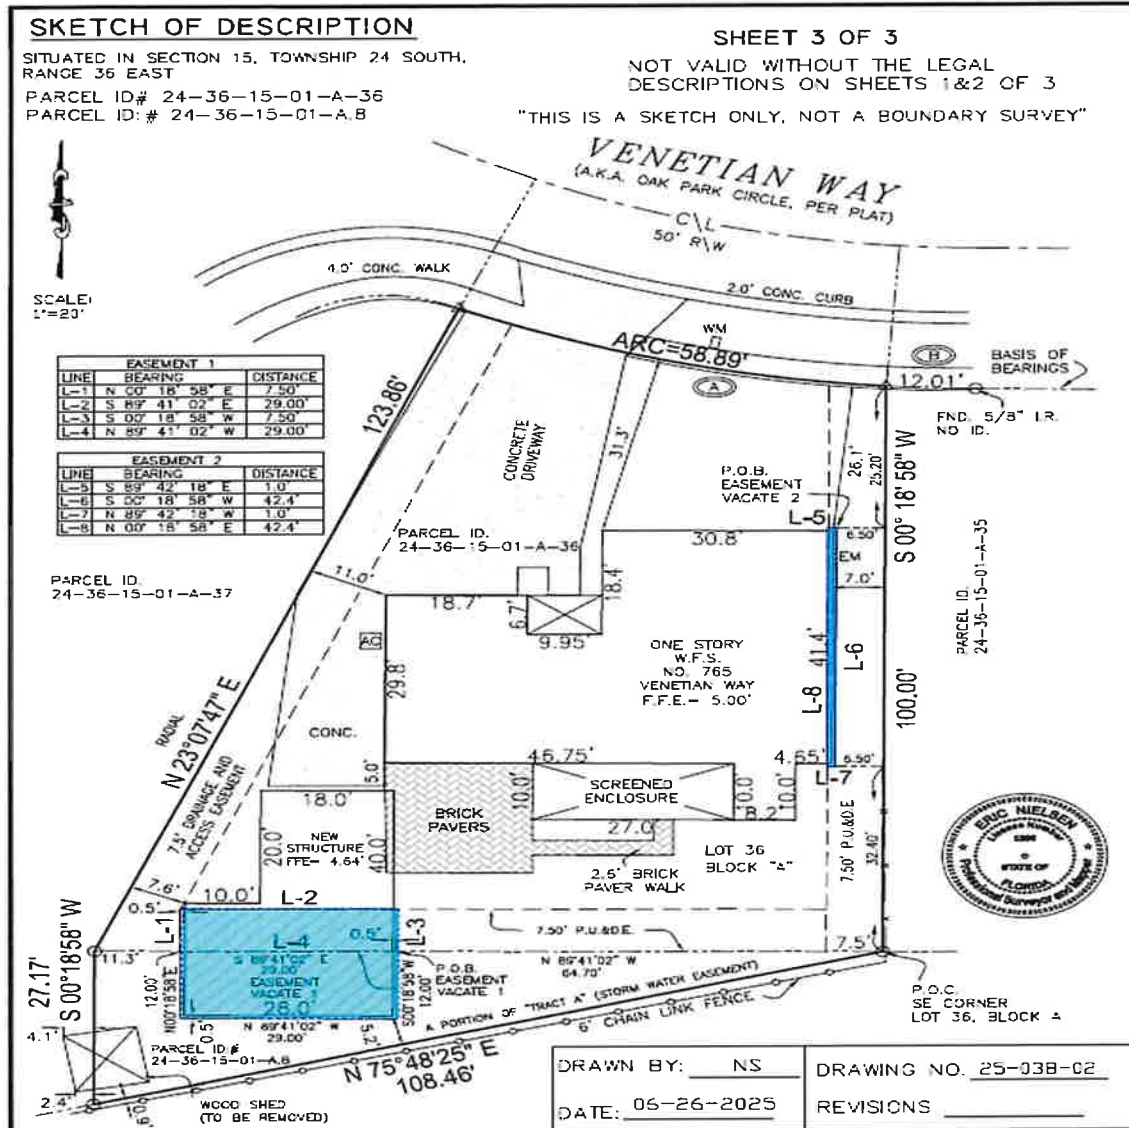 SKETCH OF DESCRIPTION
SITUATED IN SECTION 15, TOWNSHIP 24 SOUTH,
RANGE 36 EAST
PARCEL ID# 24-36-15-01-A-36
PARCEL ID:# 24-36-15-01-A.8
SHEET 3 OF 3
NOT VALID WITHOUT THE LEGAL
DESCRIPTIONS ON SHEETS 1&2 OF 3
"THIS IS A SKETCH ONLY, NOT A BOUNDARY SURVEY"
VENETIAN WAY
(A.K.A. OAK PARK CIRCLE, PER PLAT)
C\L
50' R\W
SCALE:
1"=20'
4.0' CONC. WALK
2.0' CONC. CURB
WM
ARC=58.89'
A
B
BASIS OF
BEARINGS
12.01'
FND. 5/8" I.R.
NO ID.
EASEMENT 1
LINE BEARING DISTANCE
L-1 N 00° 18' 58" E 7.50'
L-2 S 89° 41' 02" E 29.00'
L-3 S 00° 18' 58" W 7.50'
L-4 N 89° 41' 02" W 29.00'
EASEMENT 2
LINE BEARING DISTANCE
L-5 S 89° 42' 18" E 1.0'
L-6 S 00° 18' 58" W 42.4'
L-7 N 89° 42' 18" W 1.0'
L-8 N 00° 18' 58" E 42.4'
123.86'
CONCRETE
DRIVEWAY
31.3'
P.O.B.
EASEMENT
VACATE 2
26.1'
25.20'
S 00° 18' 58" W
100.00'
PARCEL ID.
24-36-15-01-A-35
PARCEL ID.
24-36-15-01-A-36
PARCEL ID.
24-36-15-01-A-37
L-5
30.8'
6.50'
EM
7.0'
11.0'
18.7'
6.7'
18.4'
9.95'
AC
29.8'
ONE STORY
W.F.S.
NO. 765
VENETIAN WAY
F.F.E.- 5.00'
41.4'
L-6
L-8
RADIAL
N 23°07'47" E
7.5' DRAINAGE AND
ACCESS EASEMENT
CONC.
5.0'
46.75'
4.65'
6.50'
L-7
18.0'
BRICK
PAVERS
10.0'
SCREENED
ENCLOSURE
10.0
8.2'
10.0'
27.0'
20.0'
NEW
STRUCTURE
FFE- 4.64'
40.0'
2.5' BRICK
PAVER WALK
LOT 36
BLOCK "A"
7.50' P.U.&D.E
32.40'
ERIC NIELSEN
License Number
STATE OF
FLORIDA
Professional Surveyor and Mapper
7.6'
10.0'
L-2
0.5'
L-1
L-4
0.5'
L-3
7.50' P.U.&D.E.
7.5'
S 00°18'58" W
27.17'
11.3'
S 89°41'02" E
29.00'
EASEMENT
VACATE 1
28.0'
N00°18'58"E
12.00'
S00°18'58"W
12.00'
P.O.B.
EASEMENT
VACATE 1
N 89°41'02" W
64.70'
A PORTION OF "TRACT A" (STORM WATER EASEMENT)
6' CHAIN LINK FENCE
P.O.C.
SE CORNER
LOT 36, BLOCK A
0.5'
N 89°41'02" W
29.00'
5.2'
4.1'
PARCEL ID:#
24-36-15-01-A.8
N 75°48'25" E
108.46'
2.4'
WOOD SHED
(TO BE REMOVED)
DRAWN BY: NS
DATE: 06-26-2025
DRAWING NO. 25-038-02
REVISIONS